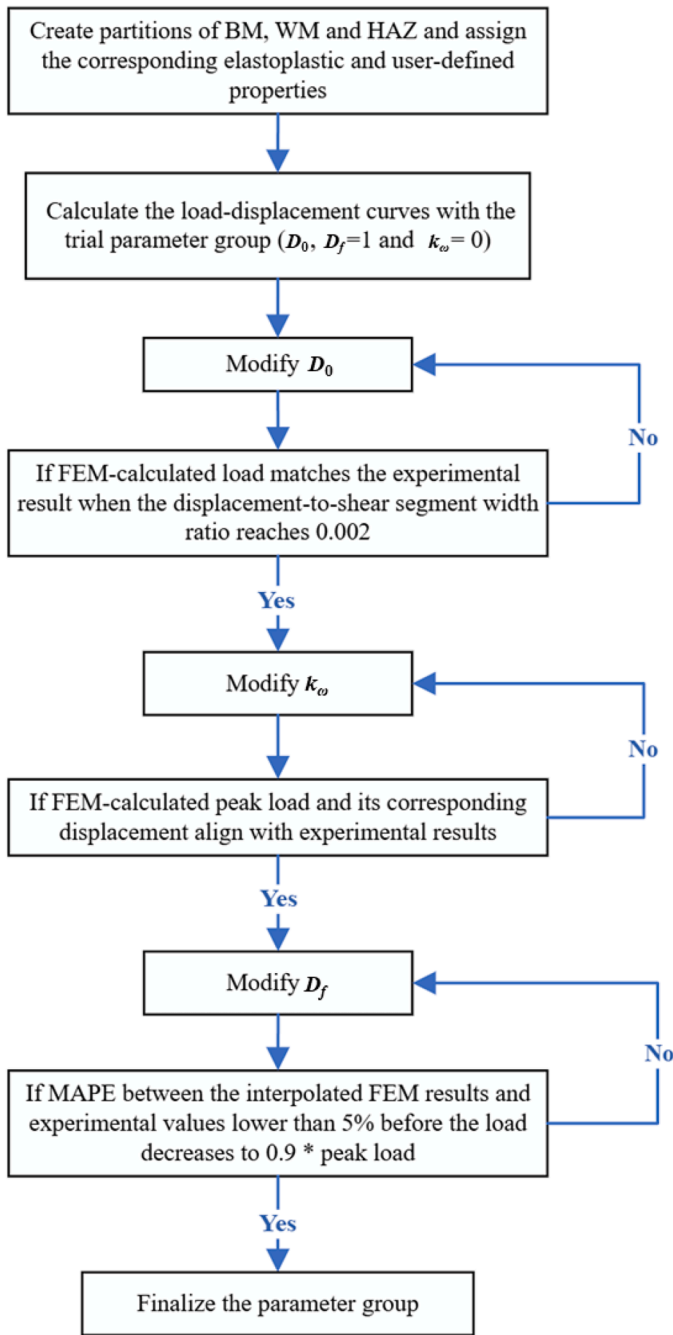 Create partitions of BM, WM and HAZ and assign
the corresponding elastoplastic and user-defined
properties
Calculate the load-displacement curves with the
trial parameter group (D₀, D_f=1 and k_ω= 0)
Modify D₀
No
If FEM-calculated load matches the experimental
result when the displacement-to-shear segment width
ratio reaches 0.002
Yes
Modify k_ω
No
If FEM-calculated peak load and its corresponding
displacement align with experimental results
Yes
Modify D_f
No
If MAPE between the interpolated FEM results and
experimental values lower than 5% before the load
decreases to 0.9 * peak load
Yes
Finalize the parameter group